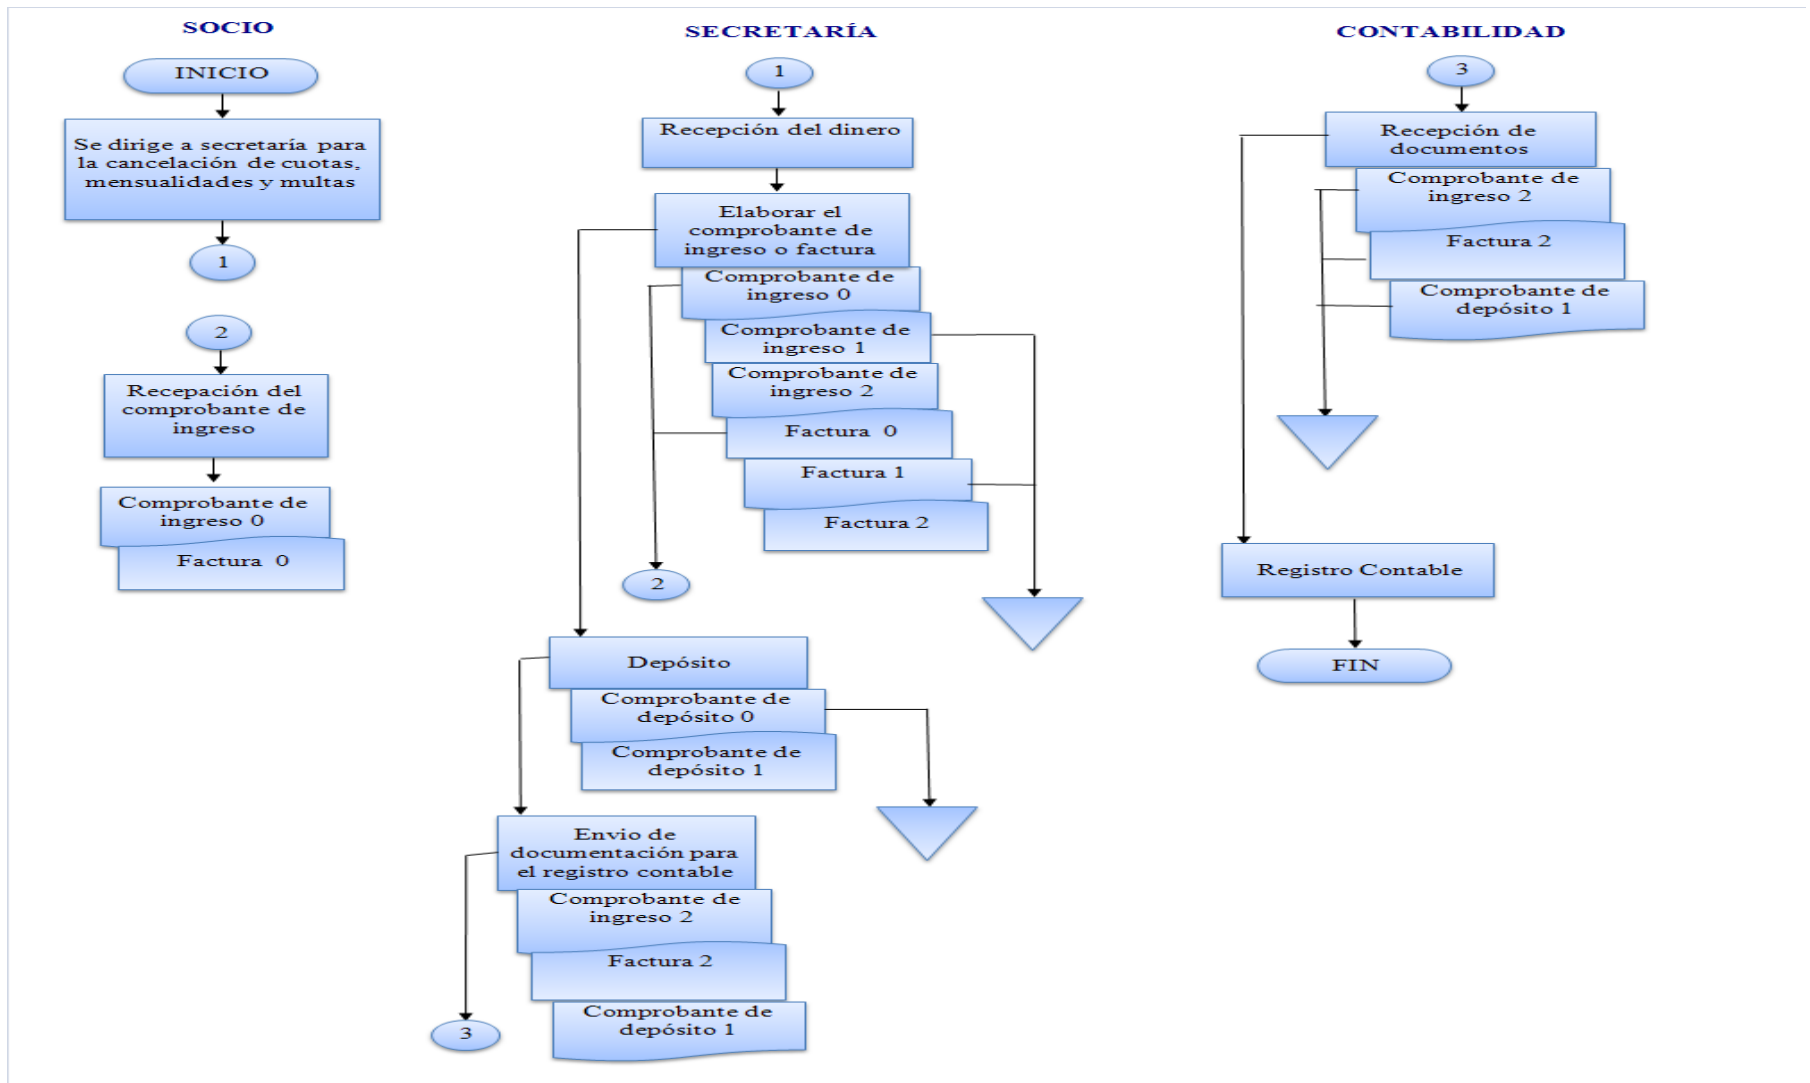 SOCIO
INICIO
Se dirige a secretaría para
la cancelación de cuotas,
mensualidades y multas
1
2
Recepación del
comprobante de
ingreso
Comprobante de
ingreso 0
Factura 0
SECRETARÍA
1
Recepción del dinero
Elaborar el
comprobante de
ingreso o factura
Comprobante de
ingreso 0
Comprobante de
ingreso 1
Comprobante de
ingreso 2
Factura 0
Factura 1
Factura 2
2
Depósito
Comprobante de
depósito 0
Comprobante de
depósito 1
Envio de
documentación para
el registro contable
Comprobante de
ingreso 2
Factura 2
Comprobante de
depósito 1
3
CONTABILIDAD
3
Recepción de
documentos
Comprobante de
ingreso 2
Factura 2
Comprobante de
depósito 1
Registro Contable
FIN